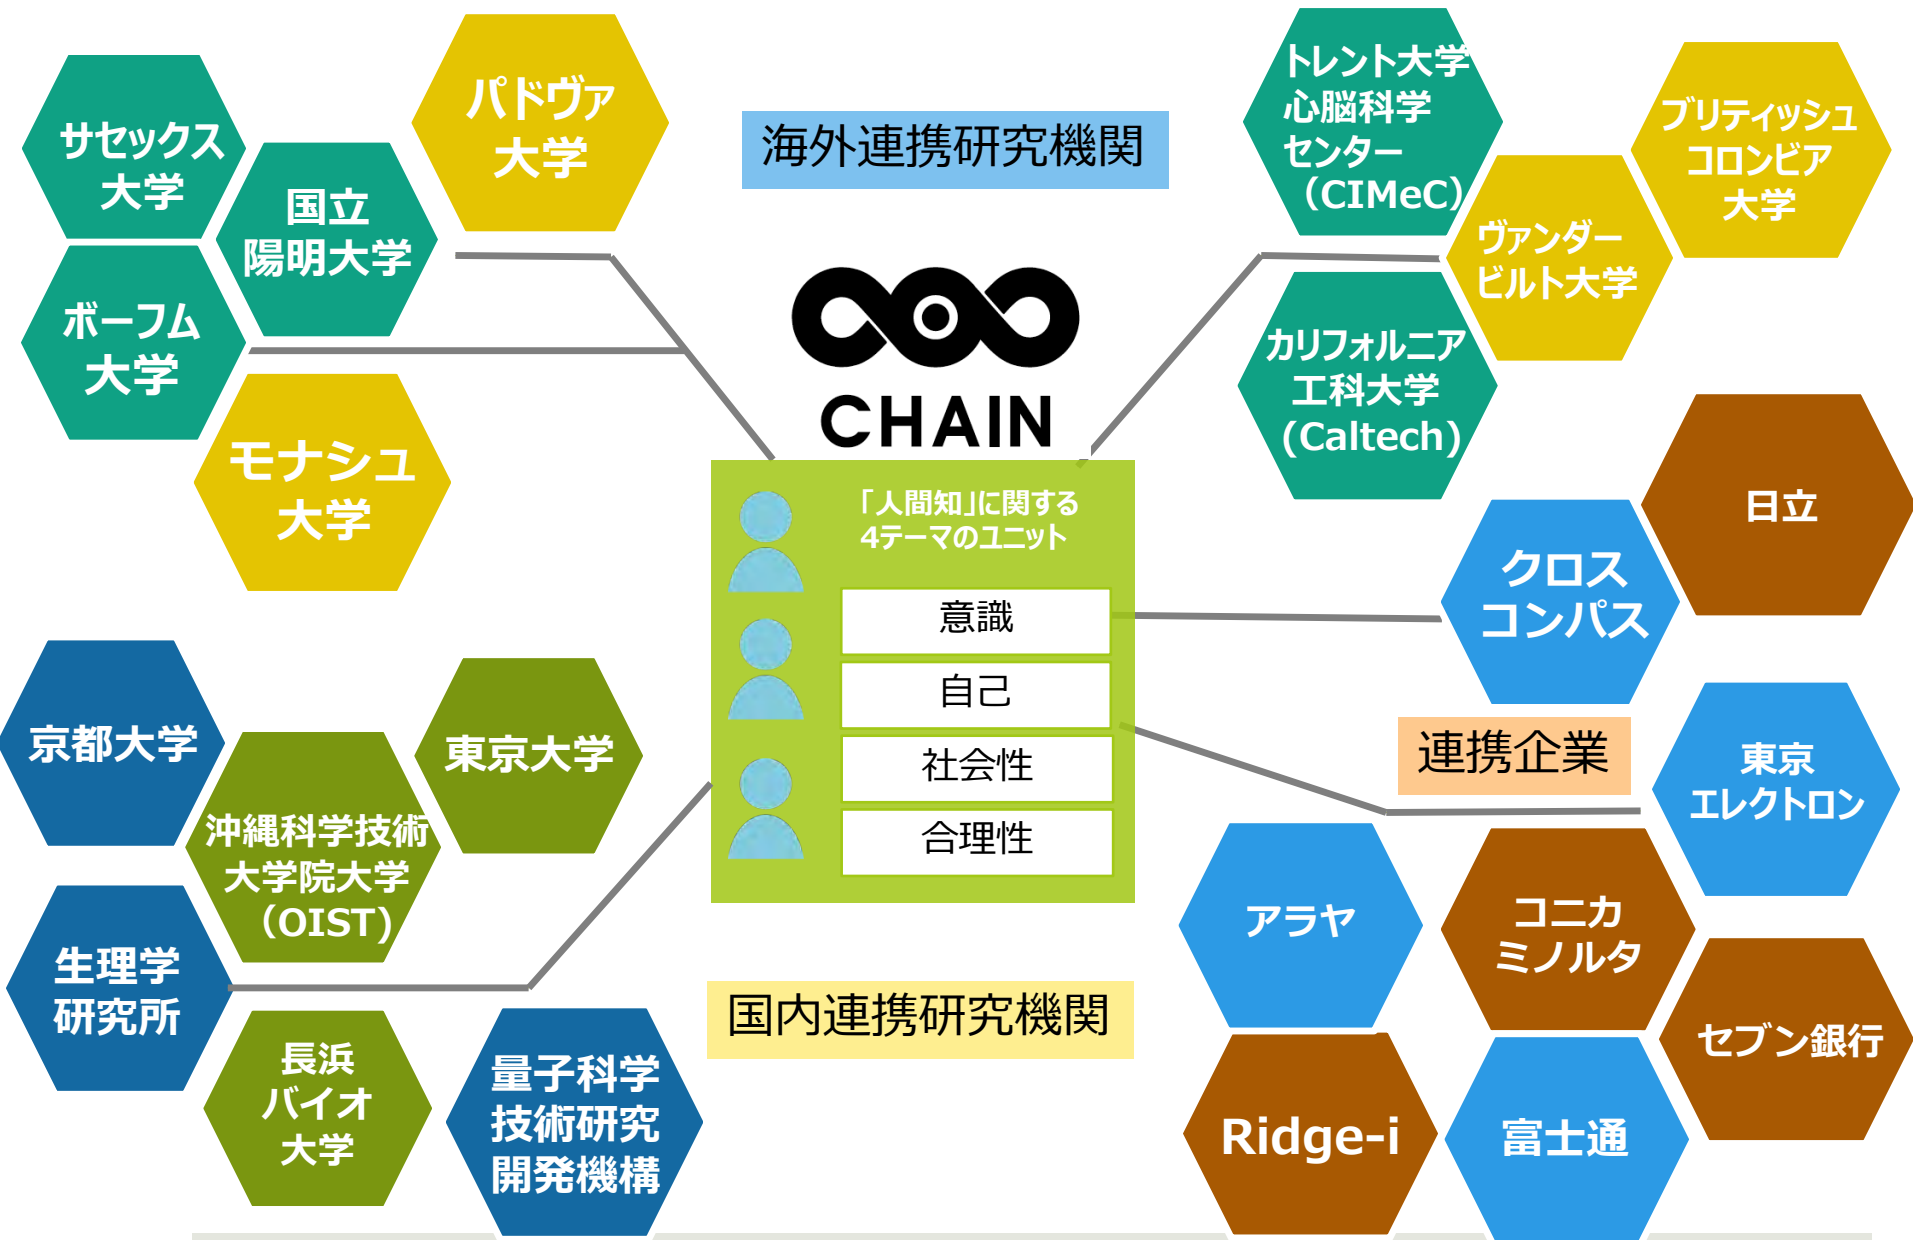 サセックス
大学
国立
陽明大学
パドヴァ
大学
ボーフム
大学
モナシュ
大学
海外連携研究機関
トレント大学
心脳科学
センター
（CIMeC）
ブリティッシュ
コロンビア
大学
ヴァンダー
ビルト大学
カリフォルニア
工科大学
(Caltech)
CHAIN
「人間知」に関する
4テーマのユニット
意識
自己
社会性
合理性
日立
クロス
コンパス
連携企業
東京
エレクトロン
アラヤ
コニカ
ミノルタ
セブン銀行
Ridge-i
富士通
京都大学
東京大学
沖縄科学技術
大学院大学
（OIST）
生理学
研究所
長浜
バイオ
大学
量子科学
技術研究
開発機構
国内連携研究機関